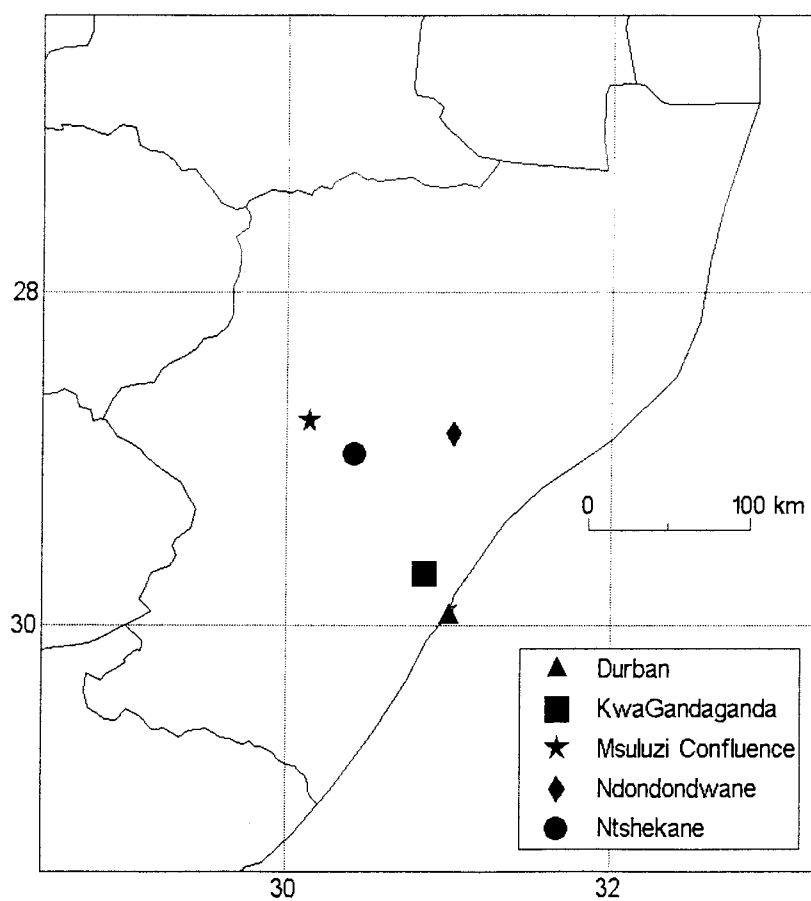 28
0 100 km
30
Durban
KwaGandaganda
Msuluzi Confluence
Ndondondwane
Ntshekane
30 32